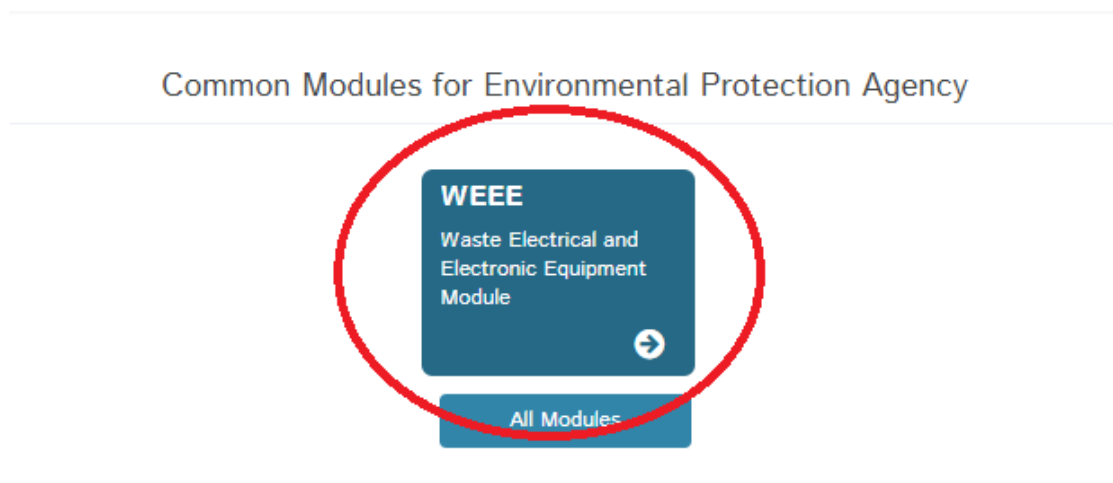 Common Modules for Environmental Protection Agency
WEEE
Waste Electrical and
Electronic Equipment
Module
All Modules